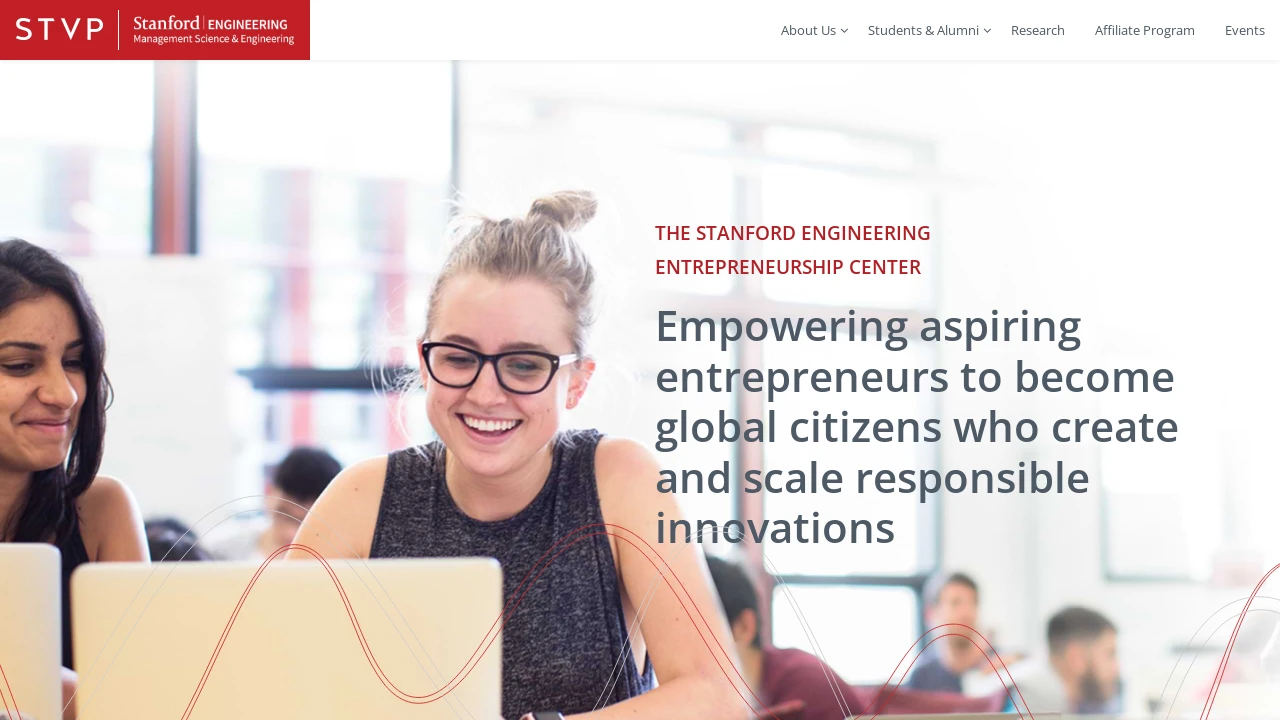 STVP
Stanford ENGINEERING
Management Science & Engineering
About Us
Students & Alumni
Research
Affiliate Program
Events
THE STANFORD ENGINEERING
ENTREPRENEURSHIP CENTER
Empowering aspiring
entrepreneurs to become
global citizens who create
and scale responsible
innovations